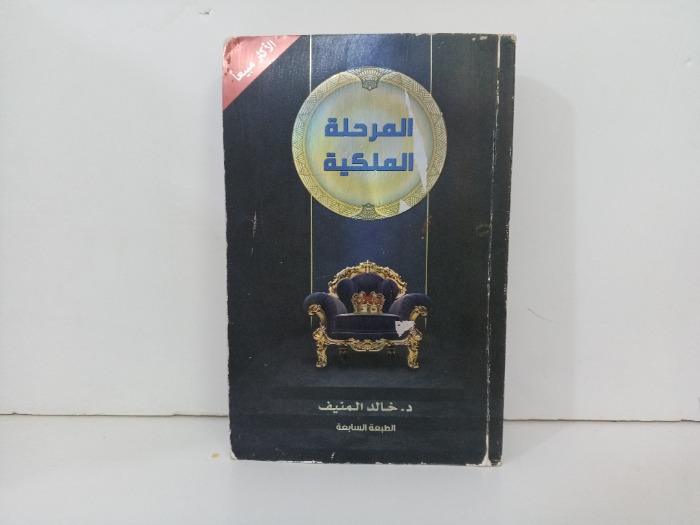 الأكثر مبيعاً
المرحلة
الملكية
د. خالد المنيف
الطبعة السابعة